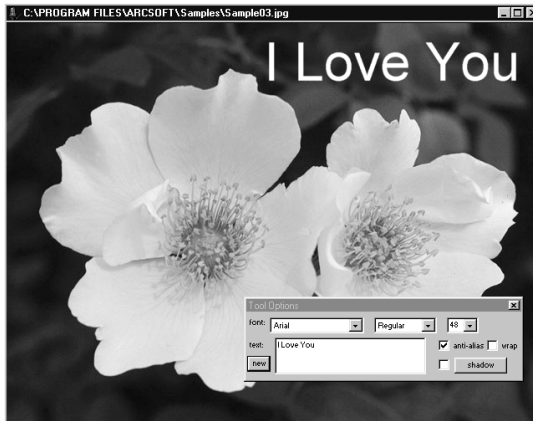 C:\PROGRAM FILES\ARCSOFT\Samples\Sample03.jpg
I Love You
Tool Options
font: Arial Regular 48
text: I Love You anti-alias wrap
new shadow